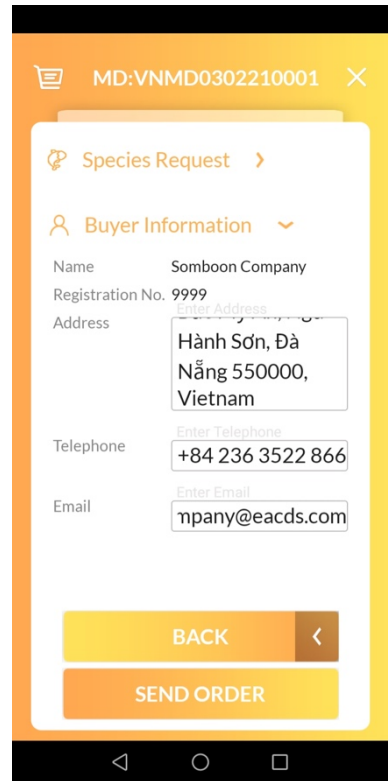 MD:VNMD0302210001
Species Request
Buyer Information
Name Somboon Company
Registration No. 9999
Enter Address
Address
Hành Sơn, Đà
Nẵng 550000,
Vietnam
Enter Telephone
Telephone +84 236 3522 866
Enter Email
Email mpany@eacds.com
BACK
SEND ORDER